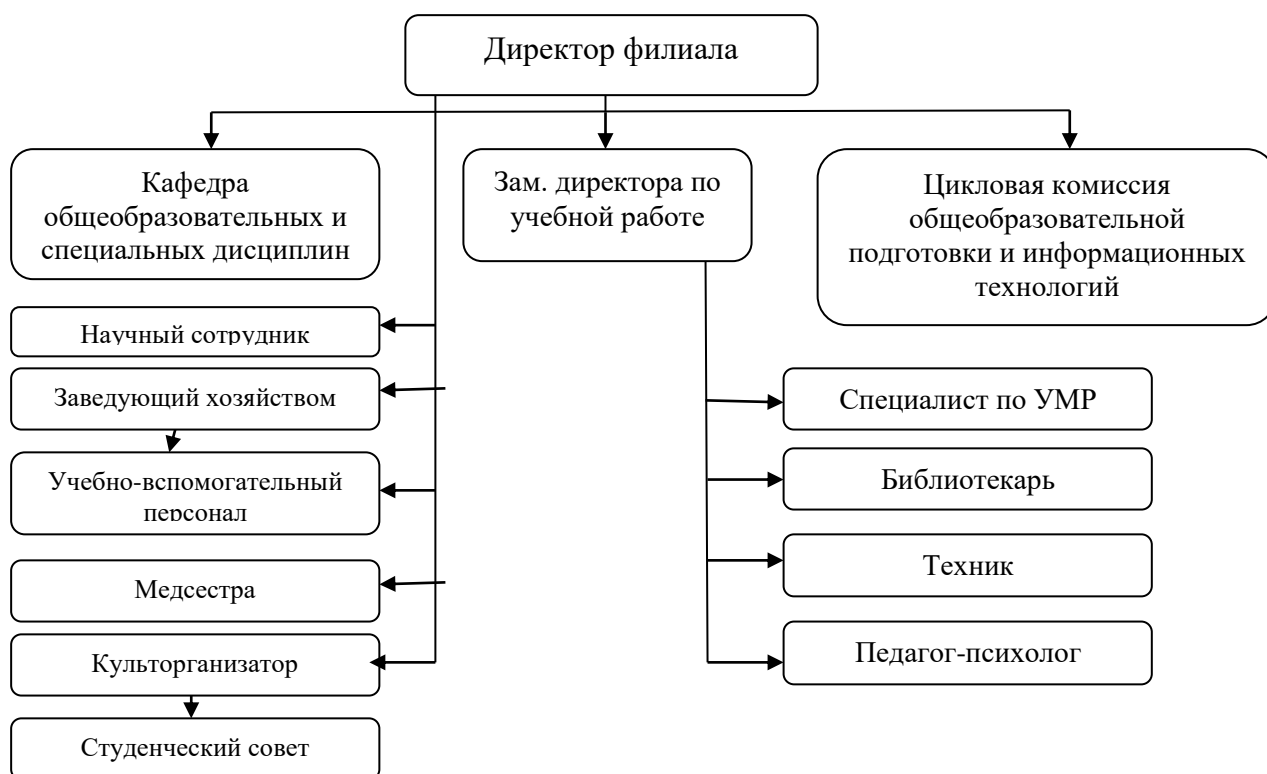 Директор филиала
Кафедра
общеобразовательных и
специальных дисциплин
Зам. директора по
учебной работе
Цикловая комиссия
общеобразовательной
подготовки и информационных
технологий
Научный сотрудник
Заведующий хозяйством
Учебно-вспомогательный
персонал
Медсестра
Культорганизатор
Студенческий совет
Специалист по УМР
Библиотекарь
Техник
Педагог-психолог